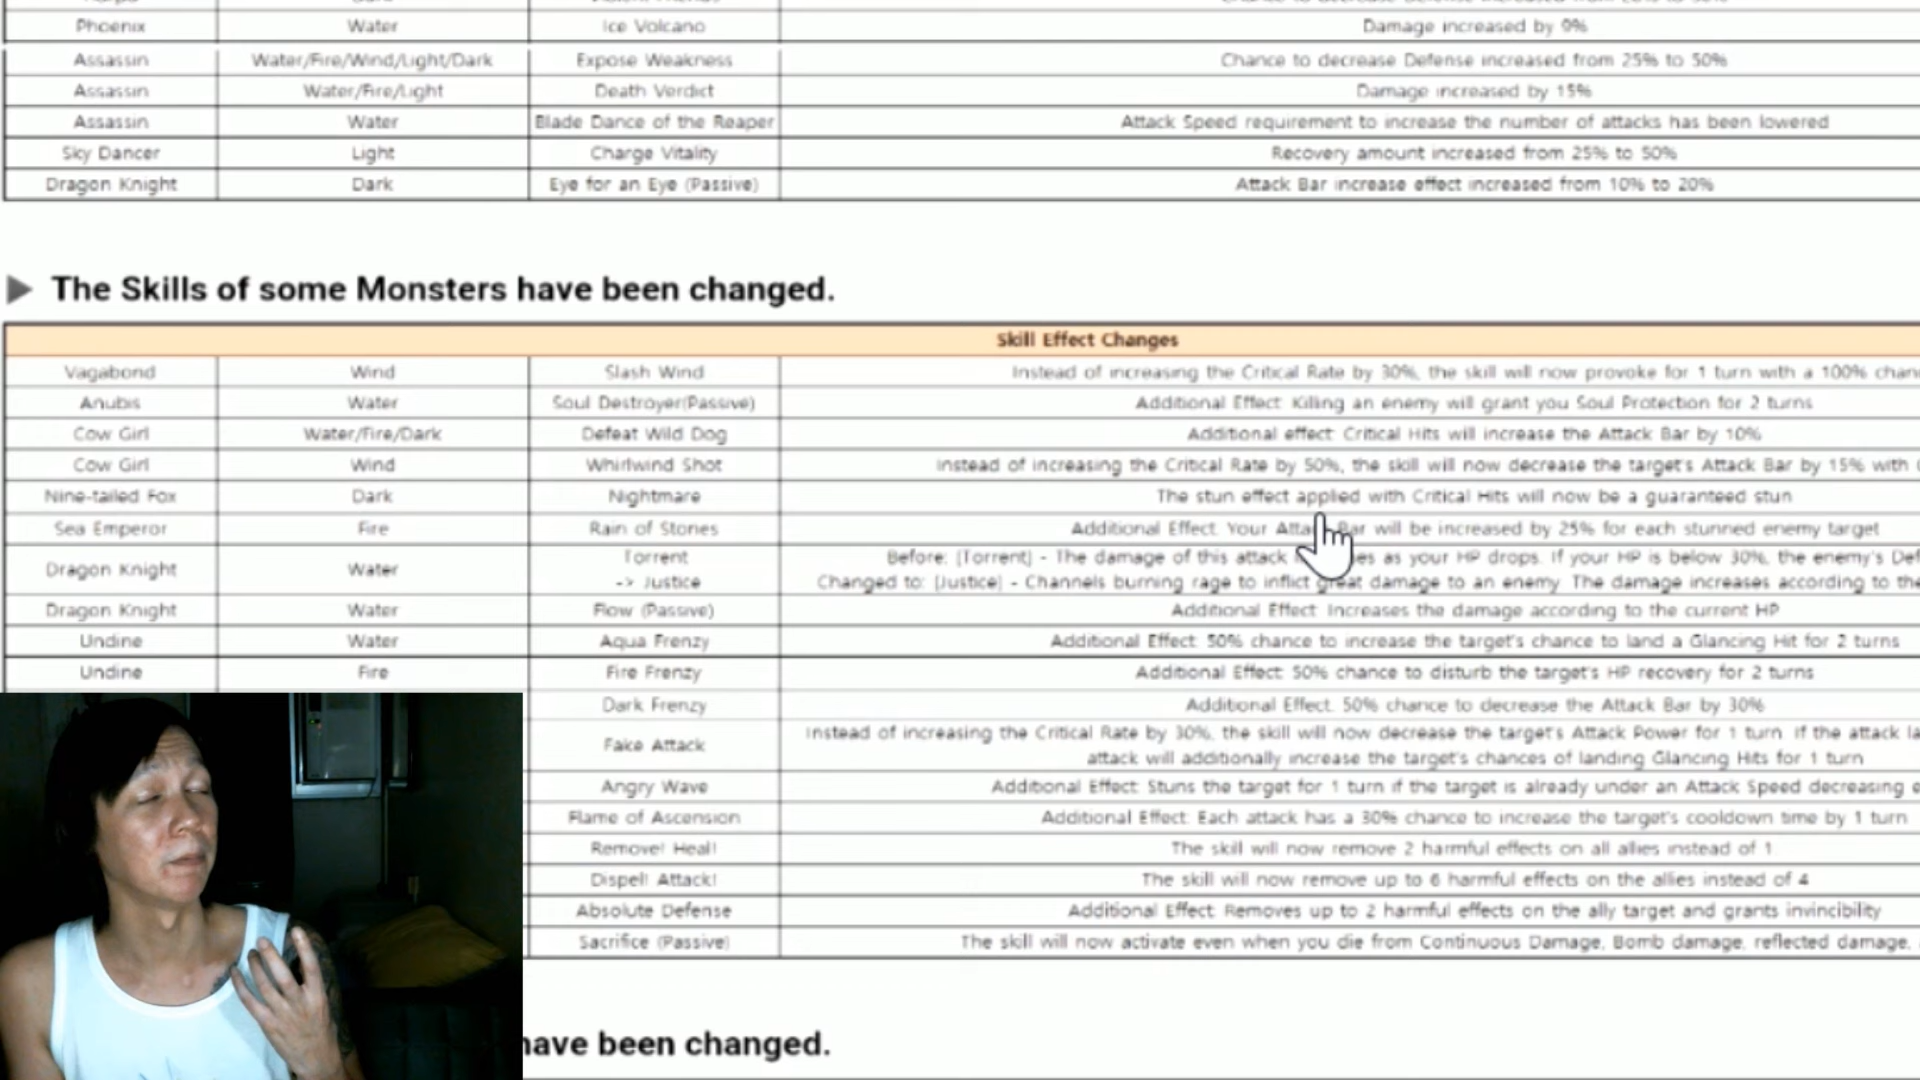 Phoenix Water Ice Volcano Damage increased by 9%
Assassin Water/Fire/Wind/Light/Dark Expose Weakness Chance to decrease Defense increased from 25% to 50%
Assassin Water/Fire/Light Death Verdict Damage increased by 15%
Assassin Water Blade Dance of the Reaper Attack Speed requirement to increase the number of attacks has been lowered
Sky Dancer Light Charge Vitality Recovery amount increased from 25% to 50%
Dragon Knight Dark Eye for an Eye (Passive) Attack Bar increase effect increased from 10% to 20%
The Skills of some Monsters have been changed.
Skill Effect Changes
Vagabond Wind Slash Wind Instead of increasing the Critical Rate by 30%, the skill will now provoke for 1 turn with a 100%
Anubis Water Soul Destroyer(Passive) Additional Effect: Killing an enemy will grant you Soul Protection for 2 turns
Cow Girl Water/Fire/Dark Defeat Wild Dog Additional effect: Critical Hits will increase the Attack Bar by 10%
Cow Girl Wind Whirlwind Shot instead of increasing the Critical Rate by 50%, the skill will now decrease the target's Attack Bar by 15% with
Nine-tailed Fox Dark Nightmare The stun effect applied with Critical Hits will now be a guaranteed stun
Sea Emperor Fire Rain of Stones Additional Effect: Your Bar will be increased by 25% for each stunned enemy target
Torrent Before: [Torrent] - The damage of this attack as your HP drops. If your HP is below 30%, the enemy's
Dragon Knight Water
-> Justice Changed to: [Justice] - Channels burning rage to inflict great damage to an enemy. The damage increases according to the
Dragon Knight Water Flow (Passive) Additional Effect: Increases the damage according to the current HP
Undine Water Aqua Frenzy Additional Effect: 50% chance to increase the target's chance to land a Glancing Hit for 2 turns
Undine Fire Fire Frenzy Additional Effect: 50% chance to disturb the target's HP recovery for 2 turns
Dark Frenzy Additional Effect: 50% chance to decrease the Attack Bar by 30%
Fake Attack Instead of increasing the Critical Rate by 30%, the skill will now decrease the target's Attack Power for 1 turn. If the attack
attack will additionally increase the target's chances of landing Glancing Hits for 1 turn
Angry Wave Additional Effect: Stuns the target for 1 turn if the target is already under an Attack Speed decreasing
Flame of Ascension Additional Effect: Each attack has a 30% chance to increase the target's cooldown time by 1 turn
Remove! Heal! The skill will now remove 2 harmful effects on all allies instead of 1
Dispel! Attack! The skill will now remove up to 6 harmful effects on the allies instead of 4
Absolute Defense Additional Effect: Removes up to 2 harmful effects on the ally target and grants invincibility
Sacrifice (Passive) The skill will now activate even when you die from Continuous Damage, Bomb damage, reflected damage,
have been changed.